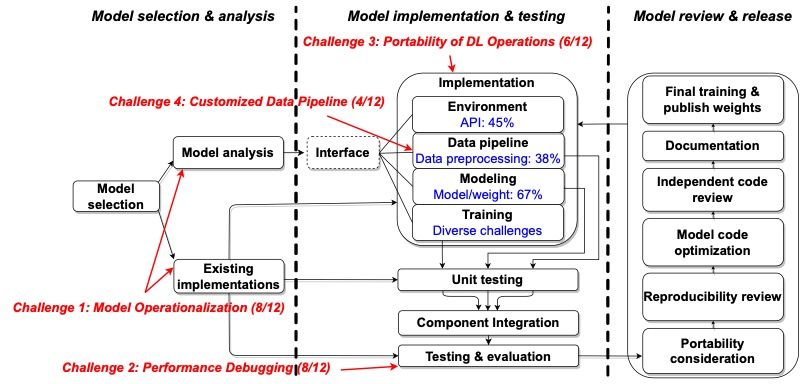 Model selection & analysis
Model implementation & testing
Model review & release
Challenge 3: Portability of DL Operations (6/12)
Implementation
Challenge 4: Customized Data Pipeline (4/12)
Environment
API: 45%
Data pipeline
Data preprocessing: 38%
Modeling
Model/weight: 67%
Training
Diverse challenges
Model analysis
Interface
Model
selection
Existing
implementations
Challenge 1: Model Operationalization (8/12)
Unit testing
Component Integration
Testing & evaluation
Challenge 2: Performance Debugging (8/12)
Final training &
publish weights
Documentation
Independent code
review
Model code
optimization
Reproducibility review
Portability
consideration